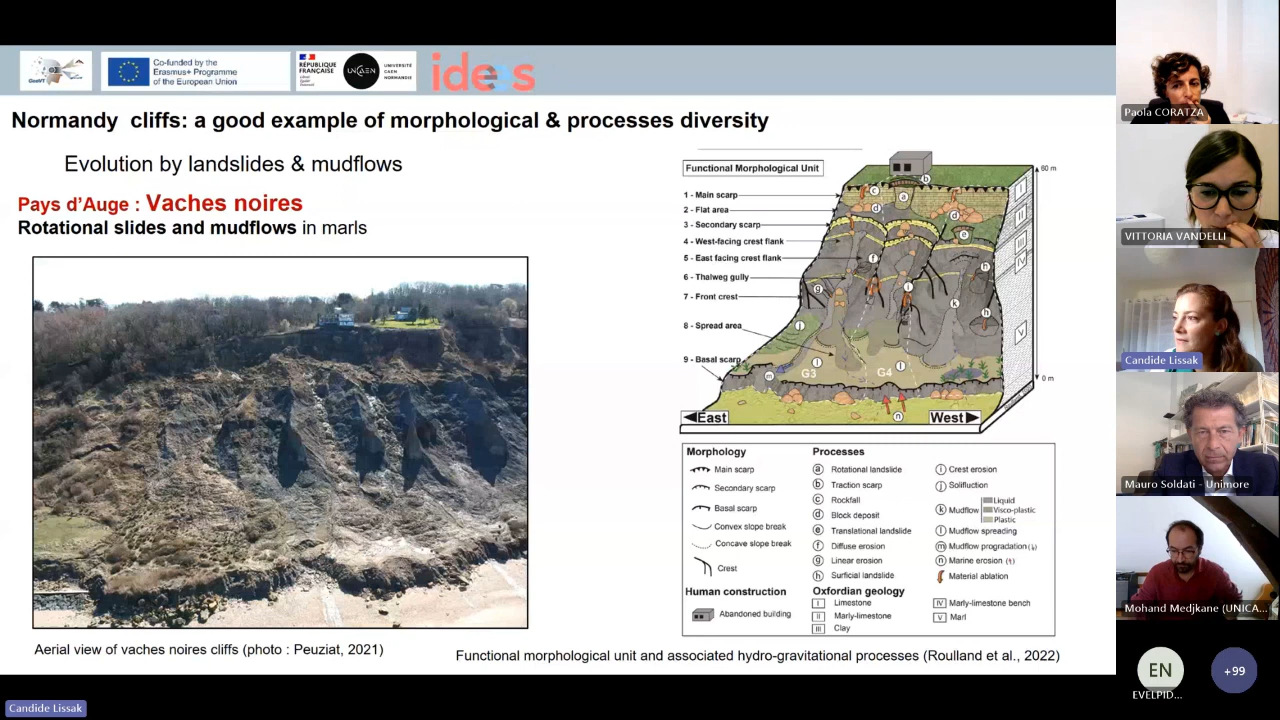 Co-funded by the
Erasmus+ Programme
of the European Union
RÉPUBLIQUE
FRANÇAISE
UNICAEN
UNIVERSITÉ
CAEN
NORMANDIE
Normandy cliffs: a good example of morphological & processes diversity
Evolution by landslides & mudflows
Pays d'Auge : Vaches noires
Rotational slides and mudflows in marls
Aerial view of vaches noires cliffs (photo : Peuziat, 2021)
Functional Morphological Unit
1 - Main scarp
2 - Flat area
3 - Secondary scarp
4 - West-facing crest flank
5 - East facing crest flank
6 - Thalweg gully
7 - Front crest
8 - Spread area
9 - Basal scarp
60 m
0 m
G3
G4
East
West
Morphology
Main scarp
Secondary scarp
Basal scarp
Convex slope break
Concave slope break
Crest
Human construction
Abandoned building
Processes
a Rotational landslide
b Traction scarp
c Rockfall
d Block deposit
e Translational landslide
f Diffuse erosion
g Linear erosion
h Surficial landslide
i Crest erosion
j Solifluction
k Mudflow
Liquid
Visco-plastic
Plastic
l Mudflow spreading
m Mudflow progradation
n Marine erosion
Material ablation
Oxfordian geology
I Limestone
II Marly-limestone
III Clay
IV Marly-limestone bench
V Marl
Functional morphological unit and associated hydro-gravitational processes (Roulland et al., 2022)
Paola CORATZA
VITTORIA VANDELLI
Candide Lissak
Mauro Soldati - Unimore
Mohand Medjkane (UNICA...
EN
+99
EVELPID...
Candide Lissak